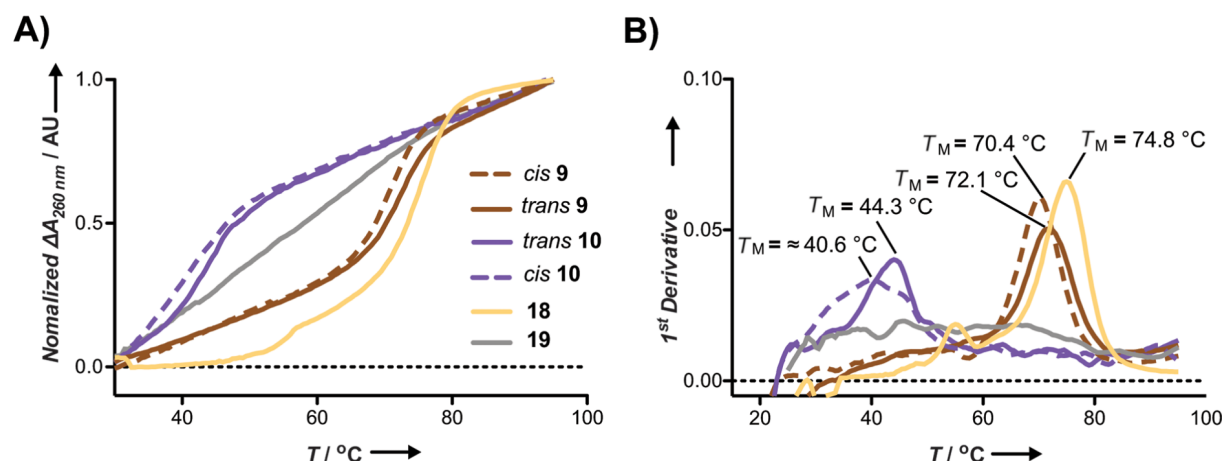 A)
Normalized ΔA260 nm / AU
1.0
0.5
0.0
40
60
80
100
T / °C
cis 9
trans 9
trans 10
cis 10
18
19
B)
1st Derivative
0.10
0.05
0.00
20
40
60
80
100
T / °C
TM = 70.4 °C
TM = 74.8 °C
TM = 72.1 °C
TM = 44.3 °C
TM = ≈ 40.6 °C